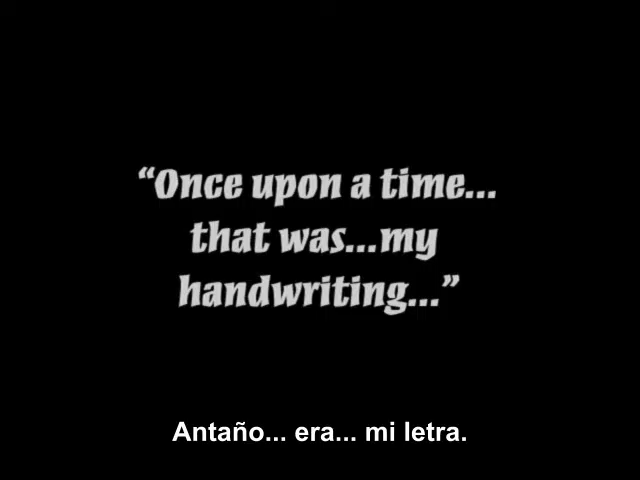 “Once upon a time...
that was...my
handwriting...”
Antaño... era... mi letra.